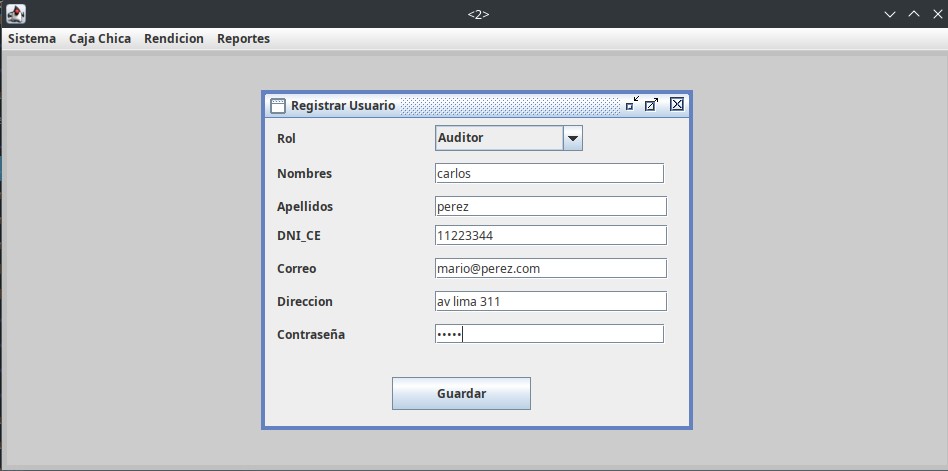 <2>
Sistema Caja Chica Rendicion Reportes
Registrar Usuario
Rol Auditor
Nombres carlos
Apellidos perez
DNI_CE 11223344
Correo mario@perez.com
Direccion av lima 311
Contraseña •••••
Guardar